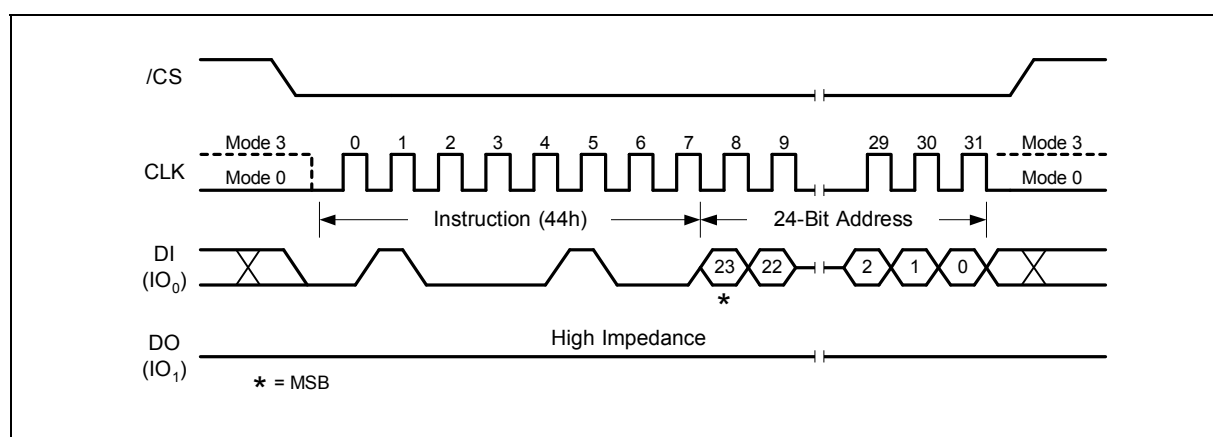 /CS
Mode 3 0 1 2 3 4 5 6 7 8 9 29 30 31 Mode 3
CLK
Mode 0 Mode 0
Instruction (44h) 24-Bit Address
DI
(IO0)
23 22 2 1 0
*
High Impedance
DO
(IO1)
* = MSB